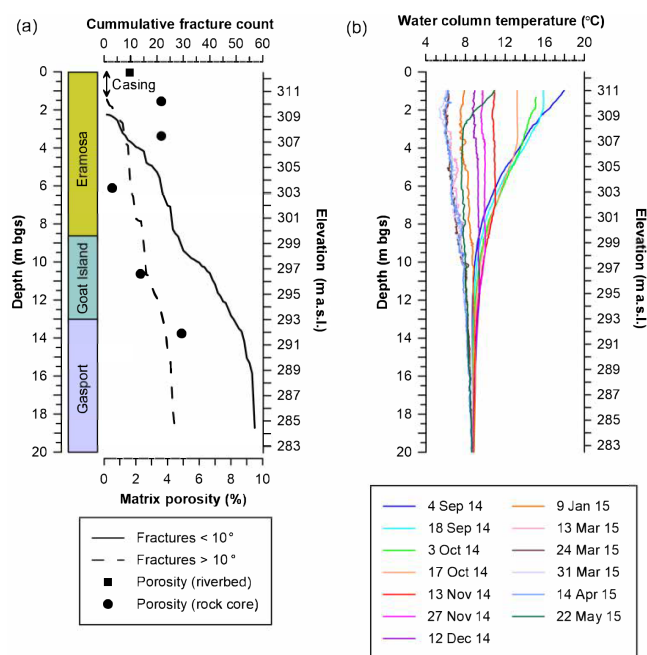 (a)
Cummulative fracture count
0 10 20 30 40 50 60
Casing
0
2
4
6
8
10
12
14
16
18
20
Depth (m bgs)
Eramosa
Goat Island
Gasport
311
309
307
305
303
301
299
297
295
293
291
289
287
285
283
Elevation (m a.s.l.)
0 2 4 6 8 10
Matrix porosity (%)
Fractures < 10°
Fractures > 10°
Porosity (riverbed)
Porosity (rock core)
(b)
Water column temperature (°C)
4 8 12 16 20
0
2
4
6
8
10
12
14
16
18
20
Depth (m bgs)
311
309
307
305
303
301
299
297
295
293
291
289
287
285
283
Elevation (m a.s.l.)
4 Sep 14
18 Sep 14
3 Oct 14
17 Oct 14
13 Nov 14
27 Nov 14
12 Dec 14
9 Jan 15
13 Mar 15
24 Mar 15
31 Mar 15
14 Apr 15
22 May 15